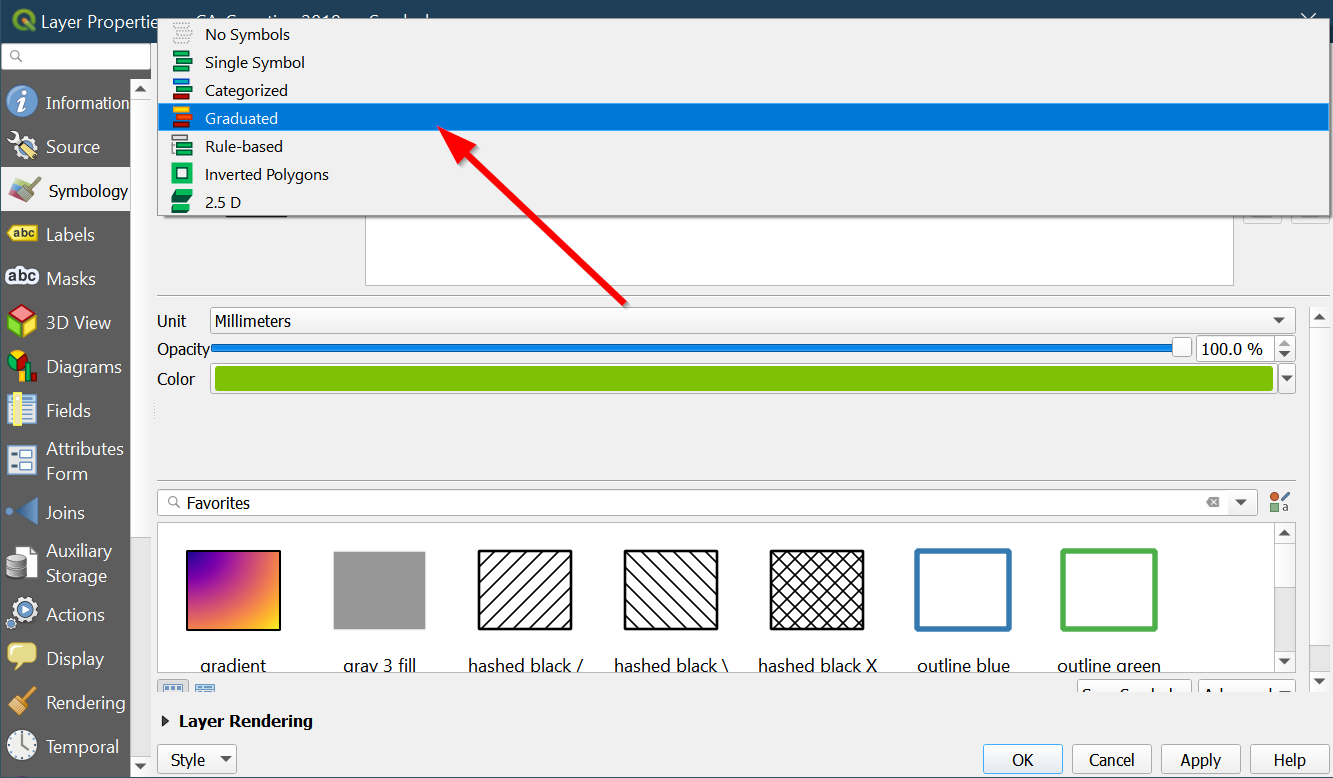 Layer Properties
No Symbols
Single Symbol
Categorized
Graduated
Rule-based
Inverted Polygons
2.5 D
Information
Source
Symbology
abc Labels
abc Masks
3D View
Diagrams
Fields
Attributes
Form
Joins
Auxiliary
Storage
Actions
Display
Rendering
Temporal
Unit Millimeters
Opacity 100.0 %
Color
Favorites
a
gradient gray 3 fill hashed black / hashed black \ hashed black X outline blue outline green
Layer Rendering
Style OK Cancel Apply Help